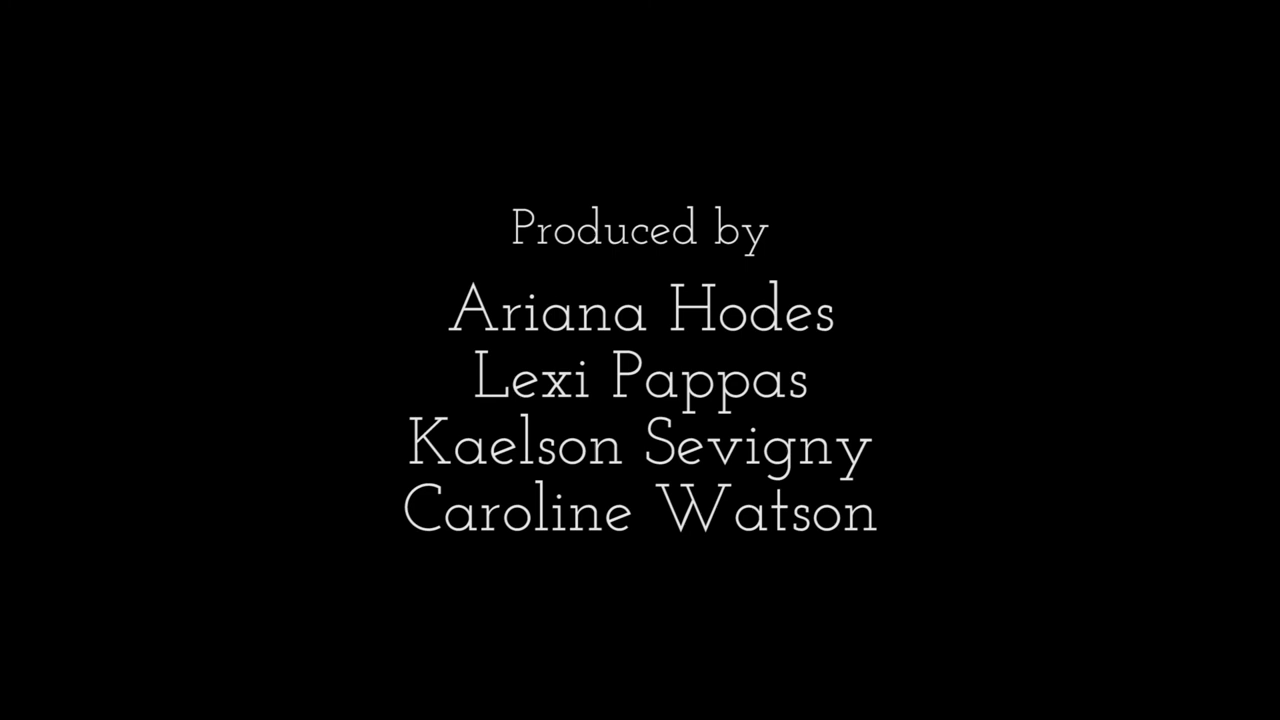 Produced by
Ariana Hodes
Lexi Pappas
Kaelson Sevigny
Caroline Watson